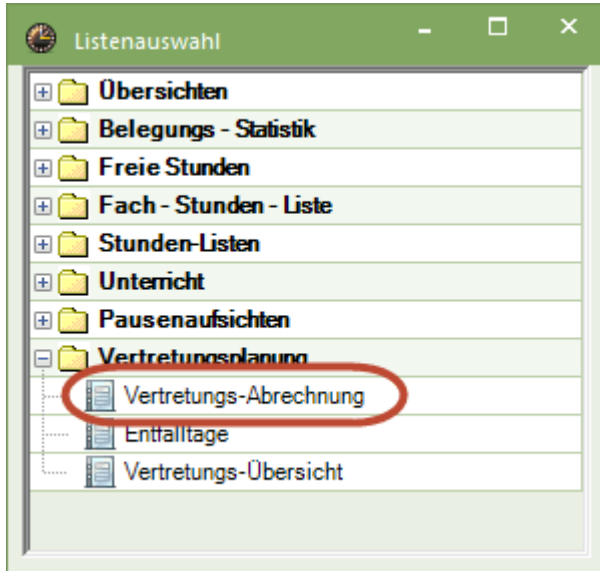 Listenauswahl
Übersichten
Belegungs - Statistik
Freie Stunden
Fach - Stunden - Liste
Stunden-Listen
Unterricht
Pausenaufsichten
Vertretungsplanung
Vertretungs-Abrechnung
Entfalltage
Vertretungs-Übersicht